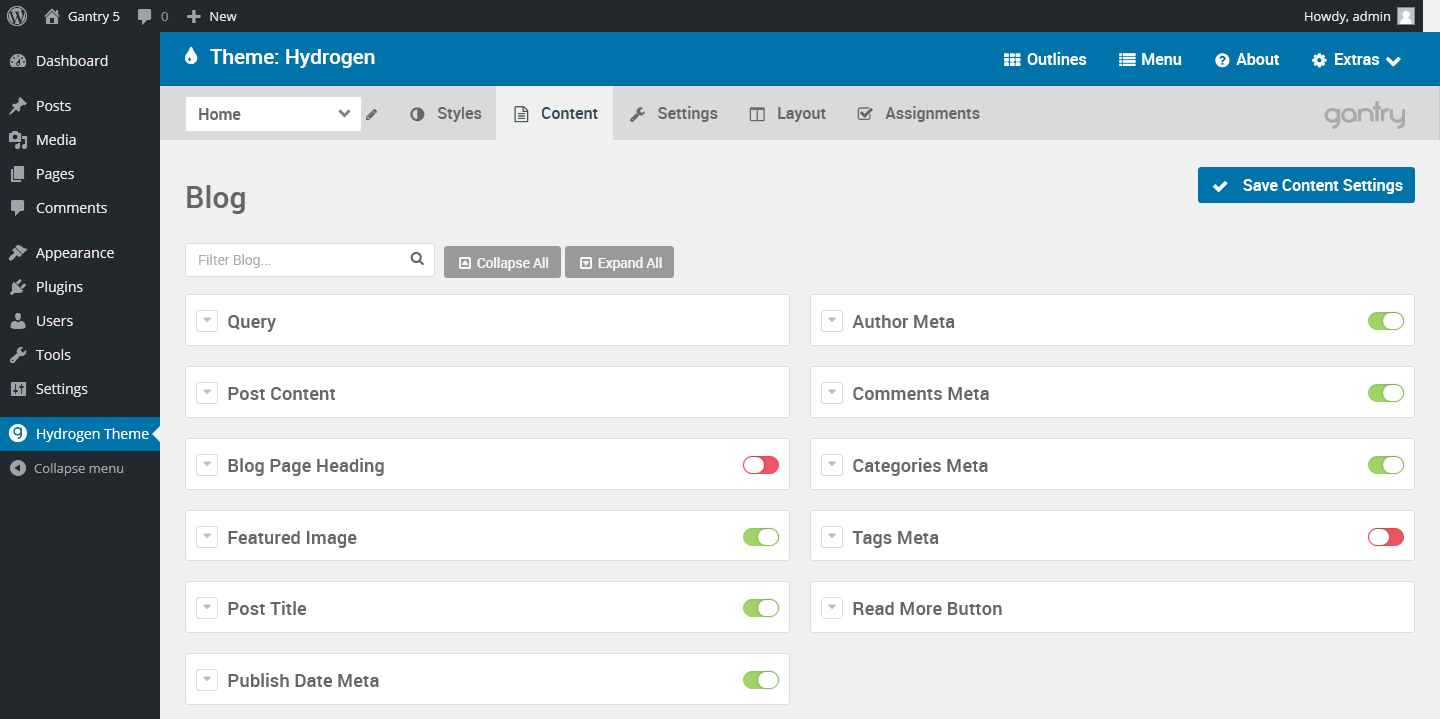 Gantry 5 0 New Howdy, admin
Dashboard
Posts
Media
Pages
Comments
Appearance
Plugins
Users
Tools
Settings
Hydrogen Theme
Collapse menu
Theme: Hydrogen Outlines Menu About Extras
Home Styles Content Settings Layout Assignments gantry
Blog Save Content Settings
Filter Blog... Collapse All Expand All
Query
Post Content
Blog Page Heading
Featured Image
Post Title
Publish Date Meta
Author Meta
Comments Meta
Categories Meta
Tags Meta
Read More Button